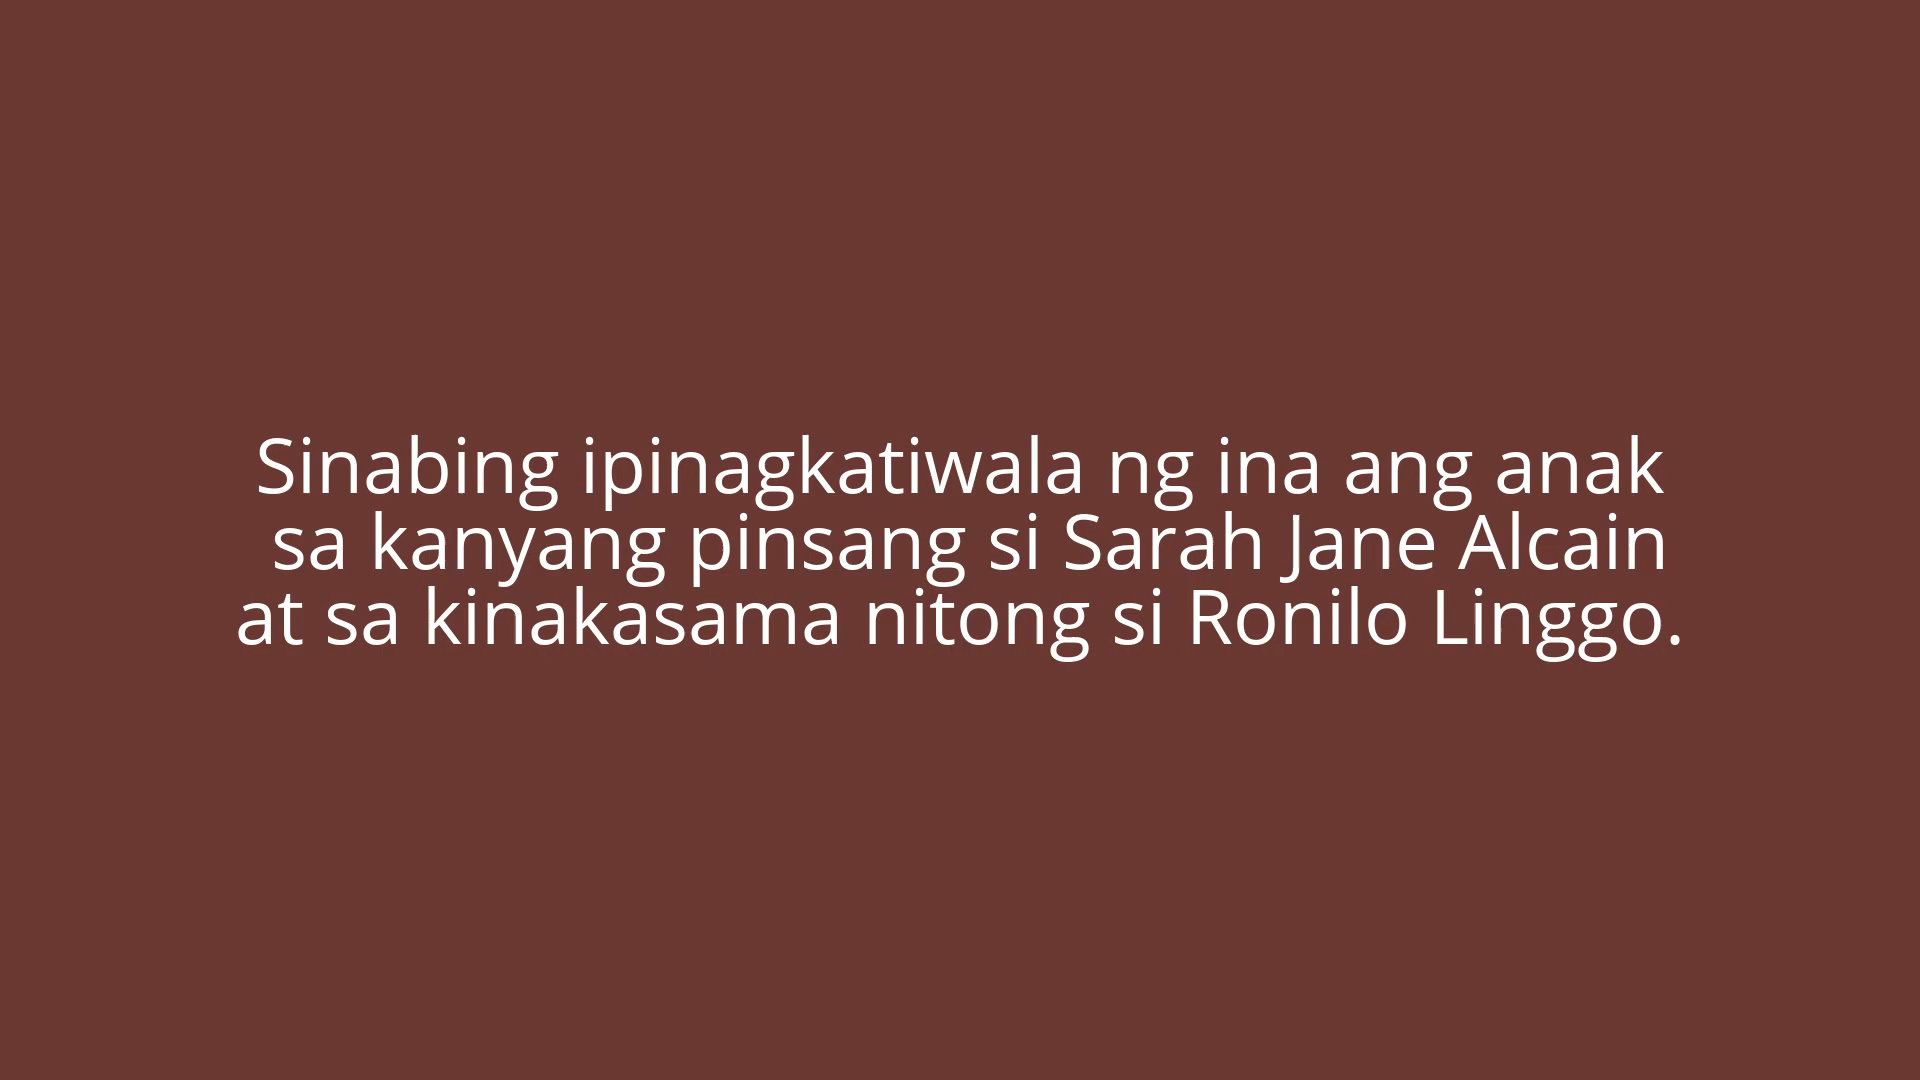 Sinabing ipinagkatiwala ng ina ang anak
sa kanyang pinsang si Sarah Jane Alcain
at sa kinakasama nitong si Ronilo Linggo.